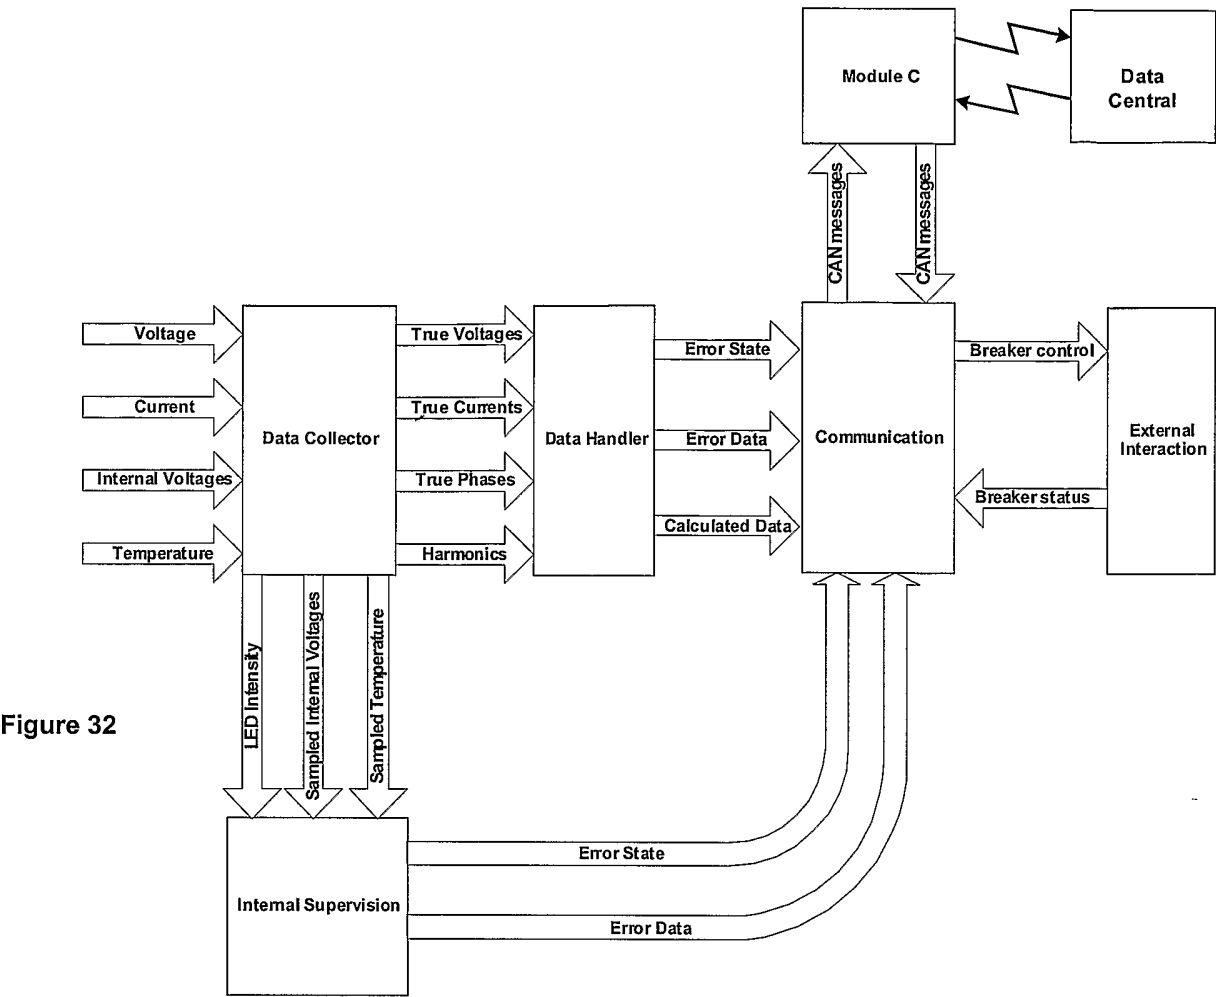 Module C
Data
Central
CAN messages
CAN messages
Voltage
True Voltages
Error State
Breaker control
Current
True Currents
Data Collector
Data Handler
Error Data
Communication
External
Interaction
Internal Voltages
True Phases
Breaker status
Calculated Data
Temperature
Harmonics
LED Intensity
Sampled Internal Voltages
Sampled Temperature
Figure 32
Error State
Internal Supervision
Error Data